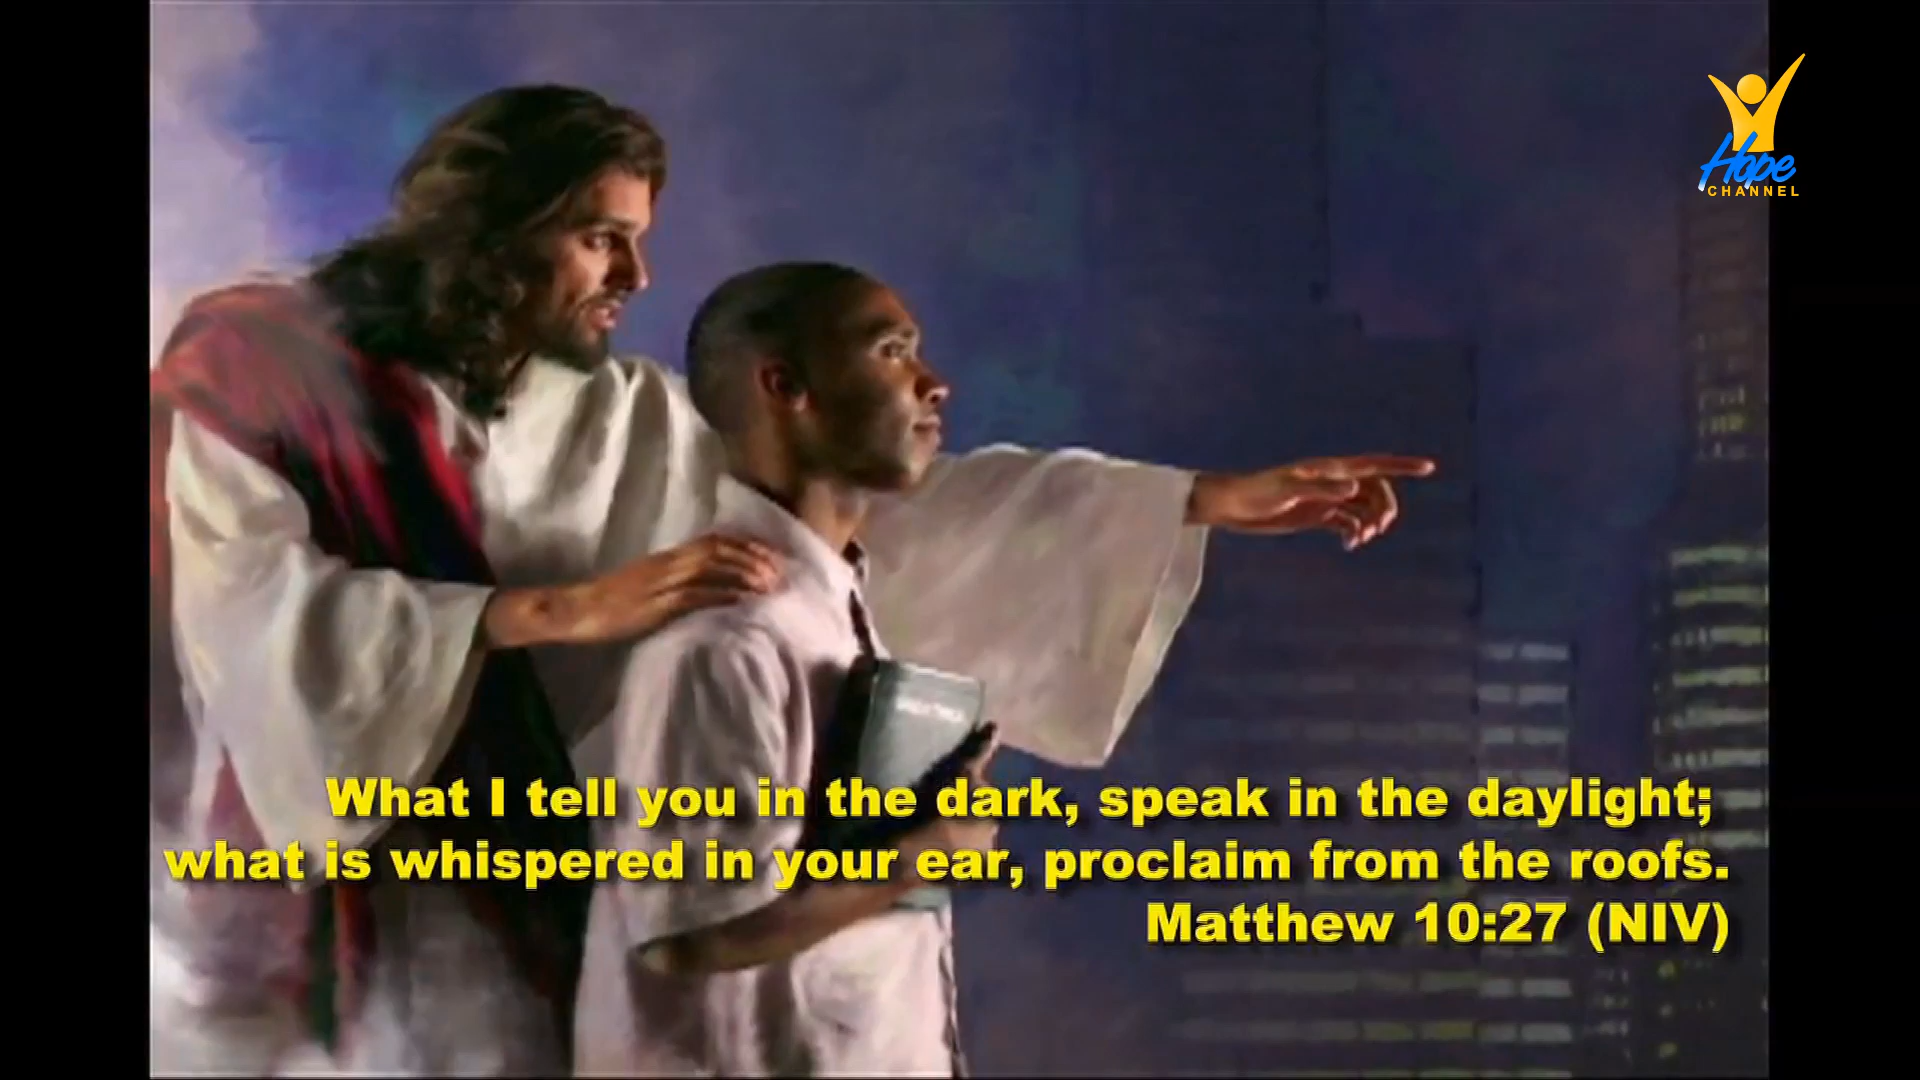 Hope
CHANNEL
What I tell you in the dark, speak in the daylight;
what is whispered in your ear, proclaim from the roofs.
Matthew 10:27 (NIV)